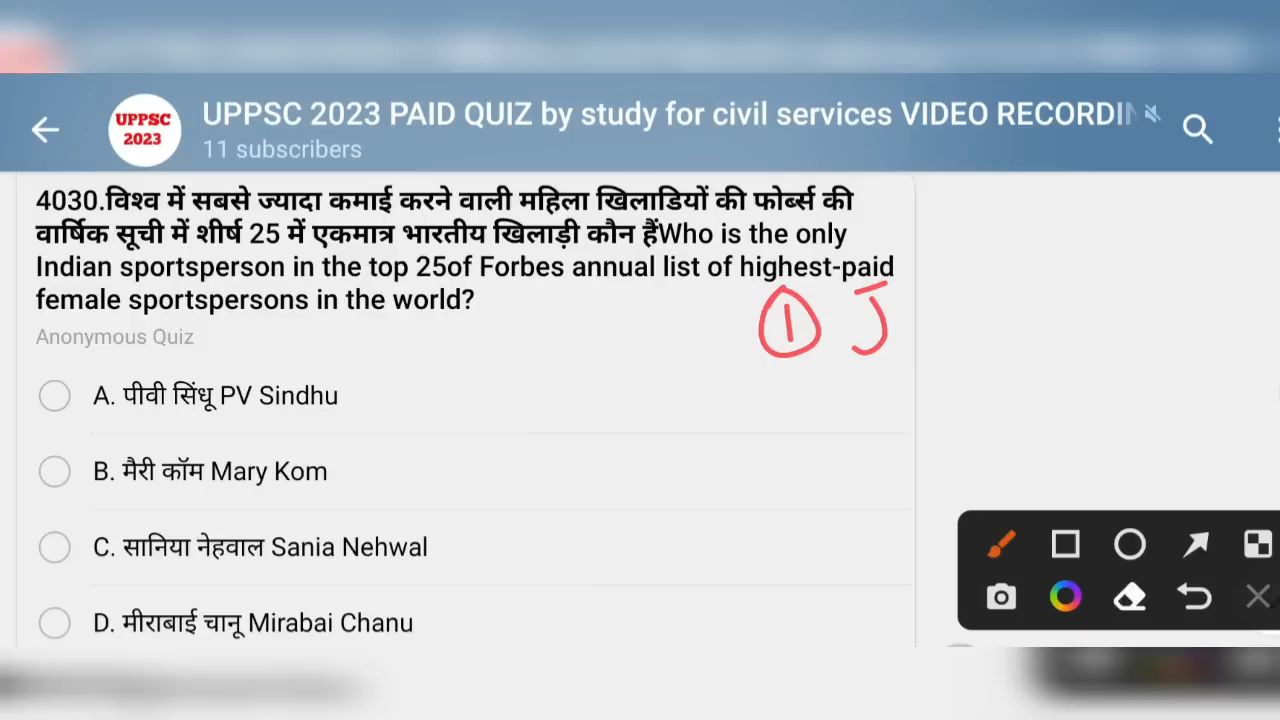 UPPSC
2023
UPPSC 2023 PAID QUIZ by study for civil services VIDEO RECORDIN
11 subscribers
4030.विश्व में सबसे ज्यादा कमाई करने वाली महिला खिलाडियों की फोर्ब्स की
वार्षिक सूची में शीर्ष 25 में एकमात्र भारतीय खिलाड़ी कौन हैंWho is the only
Indian sportsperson in the top 25of Forbes annual list of highest-paid
female sportspersons in the world?
1 J
Anonymous Quiz
A. पीवी सिंधू PV Sindhu
B. मैरी कॉम Mary Kom
C. सानिया नेहवाल Sania Nehwal
D. मीराबाई चानू Mirabai Chanu